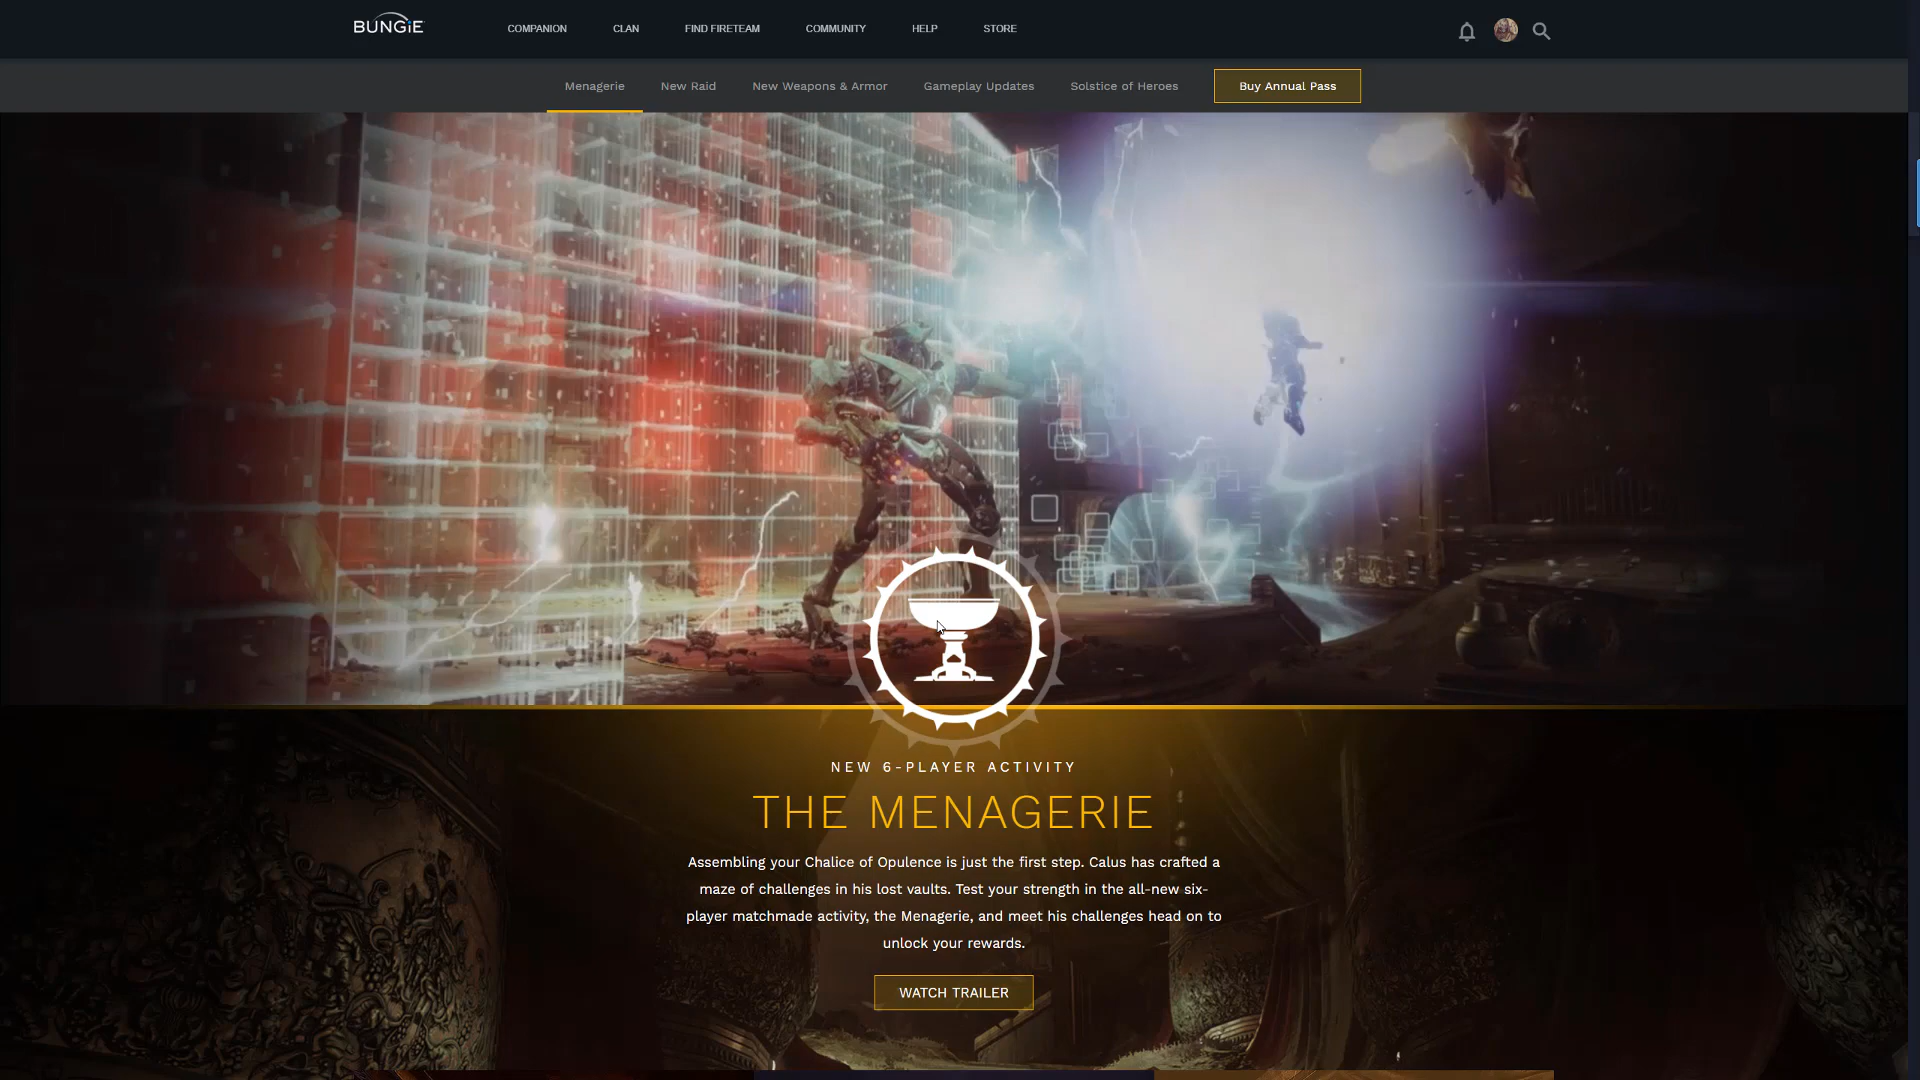 BUNGiE
COMPANION
CLAN
FIND FIRETEAM
COMMUNITY
HELP
STORE
Menagerie
New Raid
New Weapons & Armor
Gameplay Updates
Solstice of Heroes
Buy Annual Pass
NEW 6-PLAYER ACTIVITY
THE MENAGERIE
Assembling your Chalice of Opulence is just the first step. Calus has crafted a
maze of challenges in his lost vaults. Test your strength in the all-new six-
player matchmade activity, the Menagerie, and meet his challenges head on to
unlock your rewards.
WATCH TRAILER